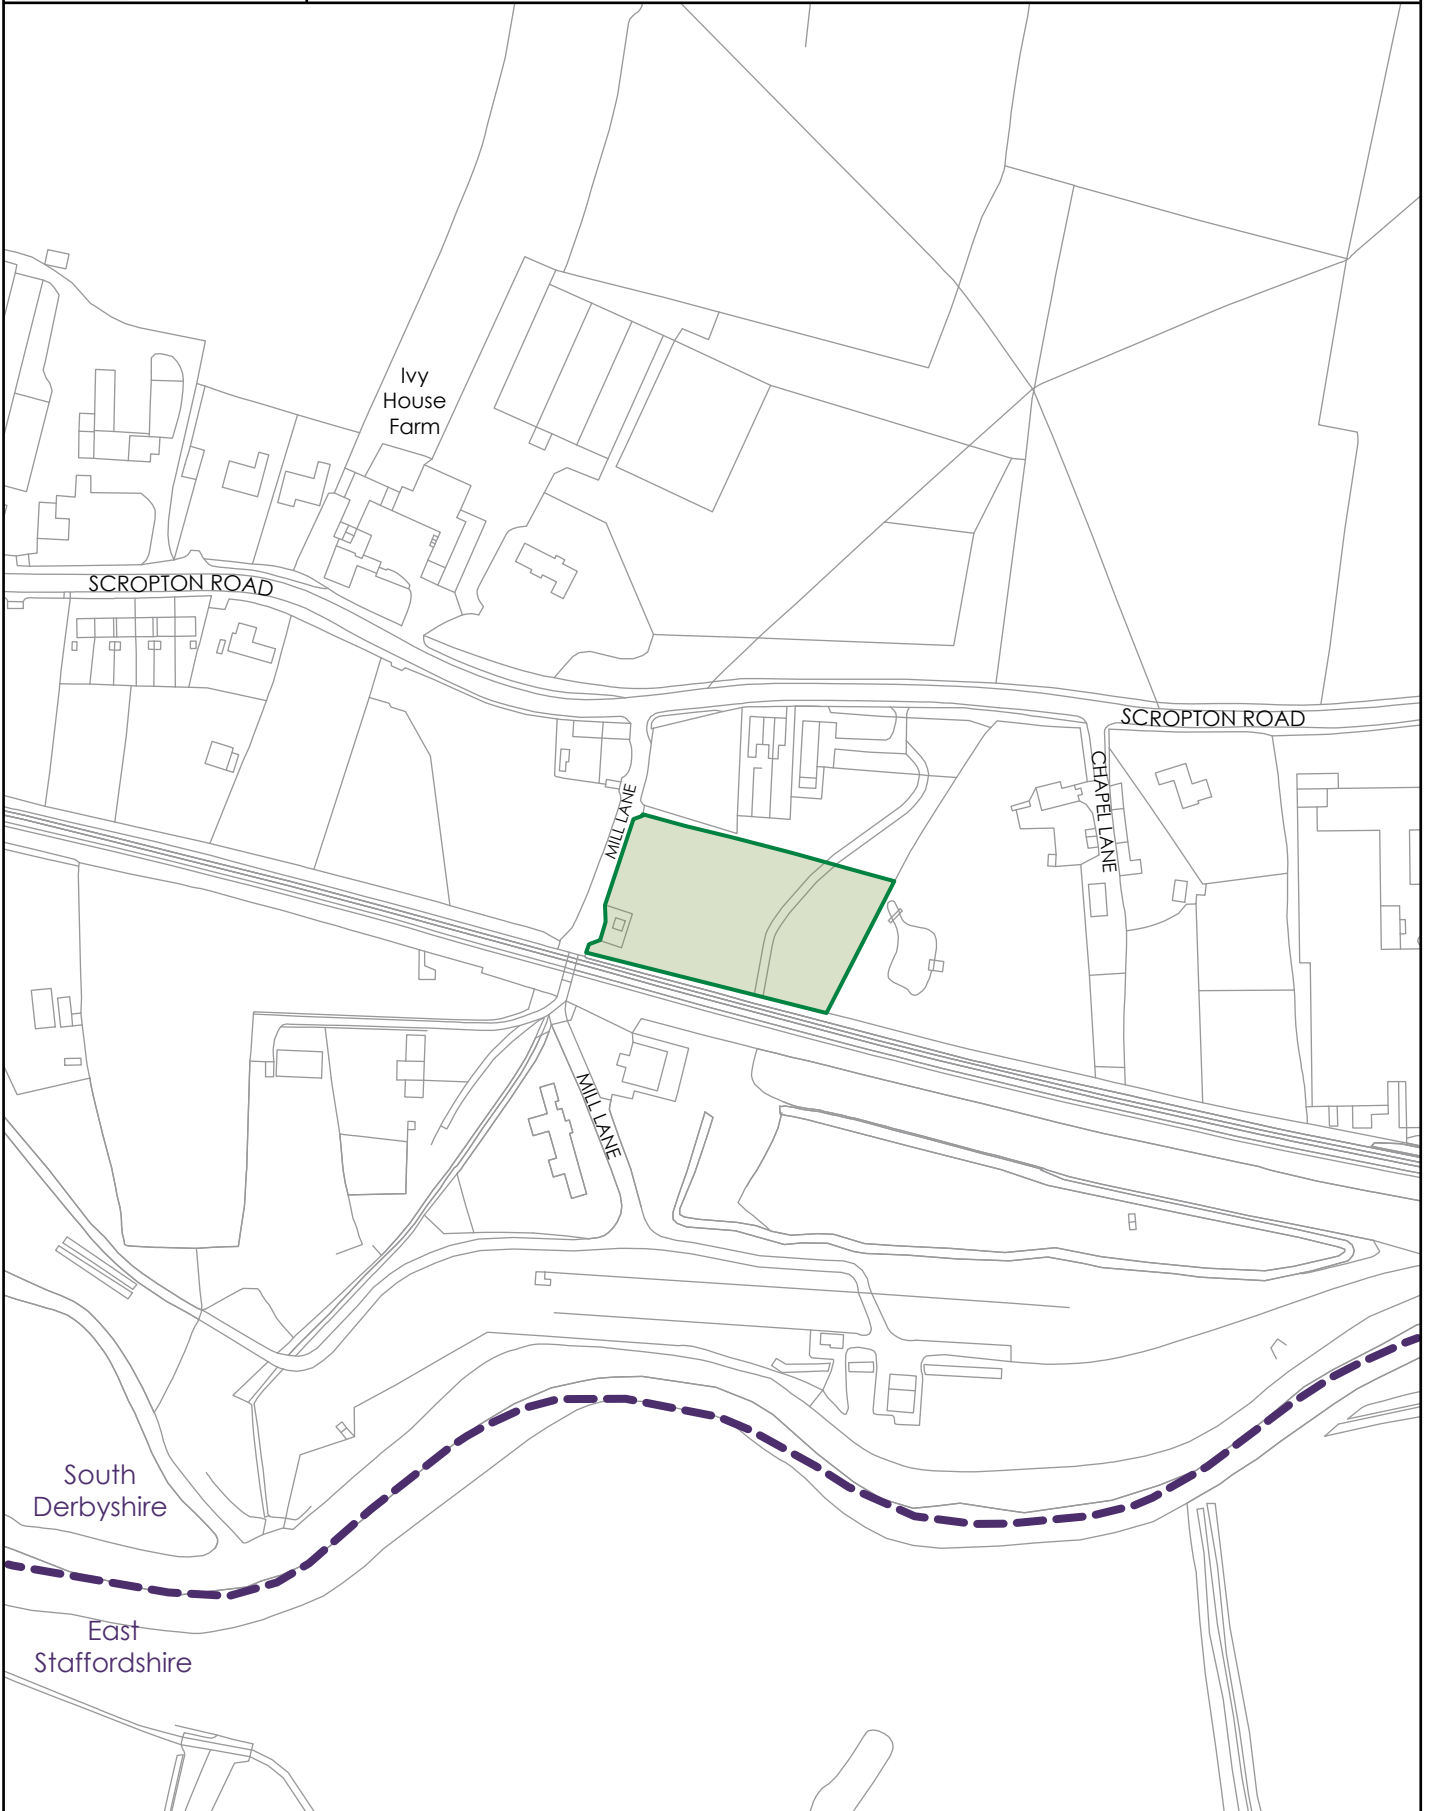 Ivy
House
Farm
SCROPTON ROAD
SCROPTON ROAD
CHAPEL LANE
MILL LANE
MILL LANE
South
Derbyshire
East
Staffordshire